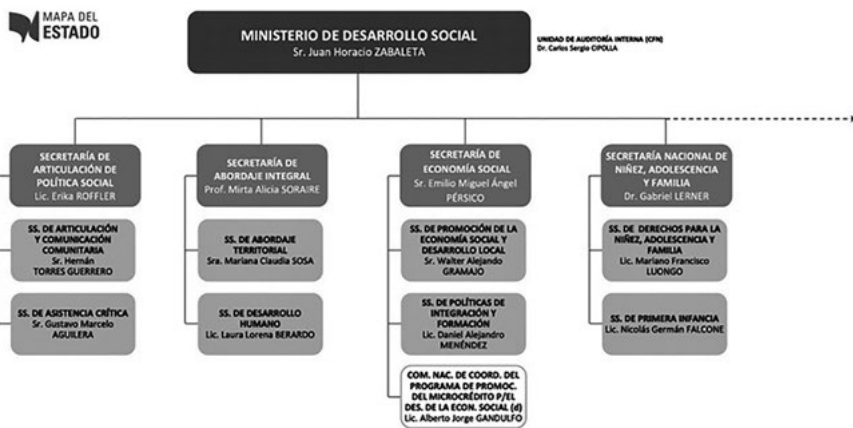 MAPA DEL
ESTADO
MINISTERIO DE DESARROLLO SOCIAL
Sr. Juan Horacio ZABALETA
UNIDAD DE AUDITORÍA INTERNA (CFN)
Dr. Carlos Sergio CIPOLLA
SECRETARÍA DE
ARTICULACIÓN DE
POLÍTICA SOCIAL
Lic. Erika ROFFLER
SS. DE ARTICULACIÓN
Y COMUNICACIÓN
COMUNITARIA
Sr. Hernán
TORRES GUERRERO
SS. DE ASISTENCIA CRÍTICA
Sr. Gustavo Marcelo
AGUILERA
SECRETARÍA DE
ABORDAJE INTEGRAL
Prof. Mirta Alicia SORAIRE
SS. DE ABORDAJE
TERRITORIAL
Sra. Mariana Claudia SOSA
SS. DE DESARROLLO
HUMANO
Lic. Laura Lorena BERARDO
SECRETARÍA DE
ECONOMÍA SOCIAL
Sr. Emilio Miguel Ángel
PÉRSICO
SS. DE PROMOCIÓN DE LA
ECONOMÍA SOCIAL Y
DESARROLLO LOCAL
Sr. Walter Alejando
GRAMAJO
SS. DE POLÍTICAS DE
INTEGRACIÓN Y
FORMACIÓN
Lic. Daniel Alejandro
MENÉNDEZ
COM. NAC. DE COORD. DEL
PROGRAMA DE PROMOC.
DEL MICROCRÉDITO P/EL
DES. DE LA ECON. SOCIAL (d)
Lic. Alberto Jorge GANDULFO
SECRETARÍA NACIONAL DE
NIÑEZ, ADOLESCENCIA
Y FAMILIA
Dr. Gabriel LERNER
SS. DE DERECHOS PARA LA
NIÑEZ, ADOLESCENCIA Y
FAMILIA
Lic. Mariano Francisco
LUONGO
SS. DE PRIMERA INFANCIA
Lic. Nicolás Germán FALCONE